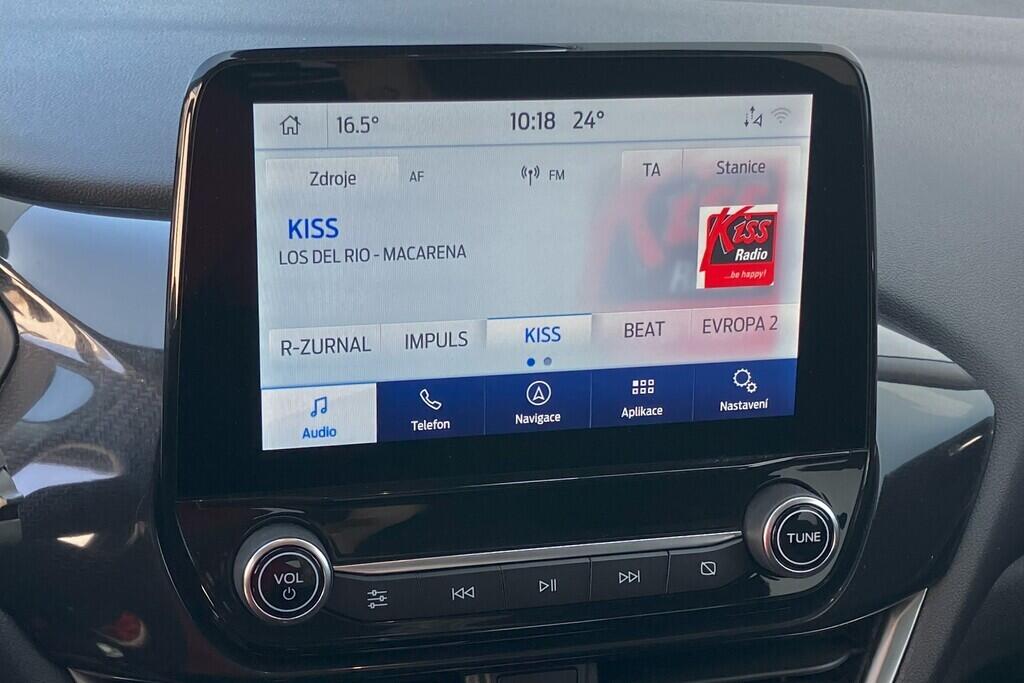 16.5° 10:18 24°
Zdroje AF FM TA Stanice
KISS
LOS DEL RIO - MACARENA
Kiss
Radio
...be happy!
R-ZURNAL IMPULS KISS BEAT EVROPA 2
Audio Telefon Navigace Aplikace Nastavení
VOL
TUNE